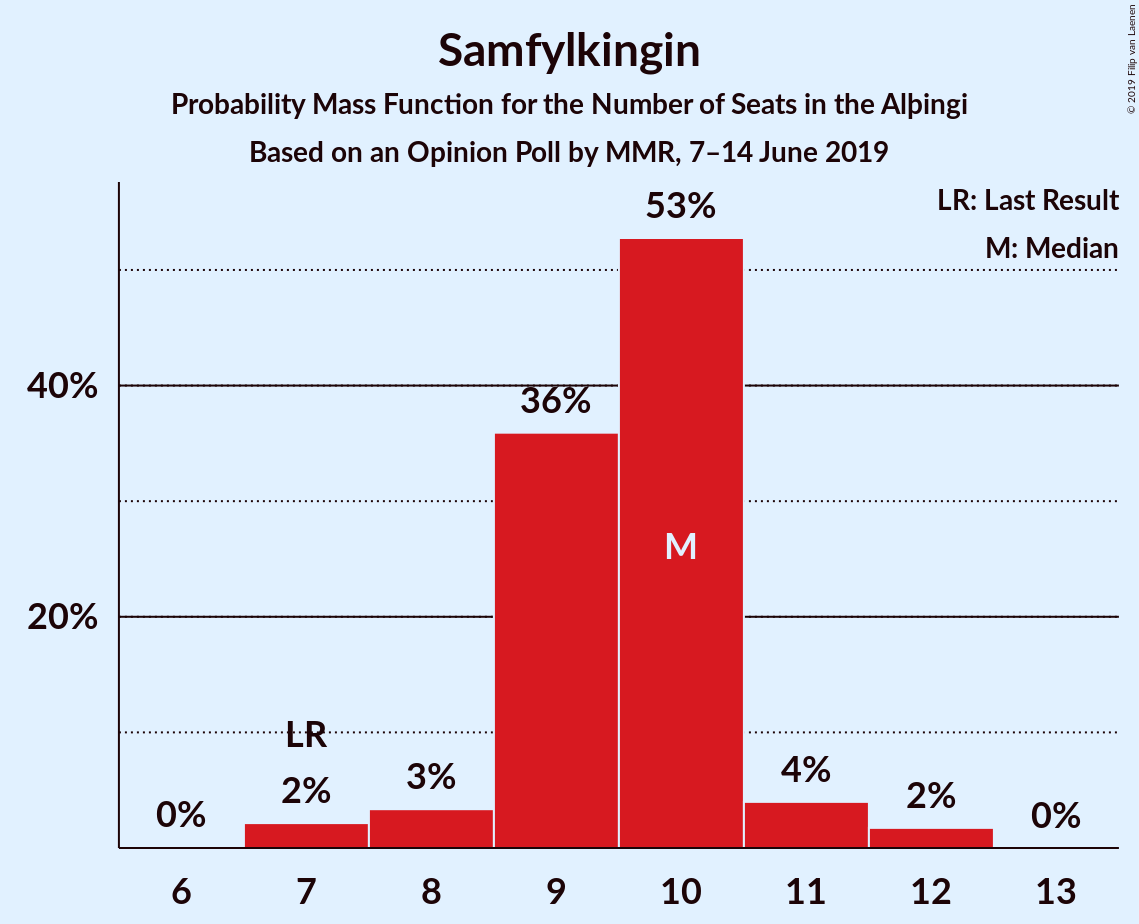 Samfylkingin
Probability Mass Function for the Number of Seats in the Alþingi
Based on an Opinion Poll by MMR, 7–14 June 2019
© 2019 Filip van Laenen
LR: Last Result
M: Median
53%
40%
36%
M
20%
LR
0%
2%
3%
4%
2%
0%
6 7 8 9 10 11 12 13